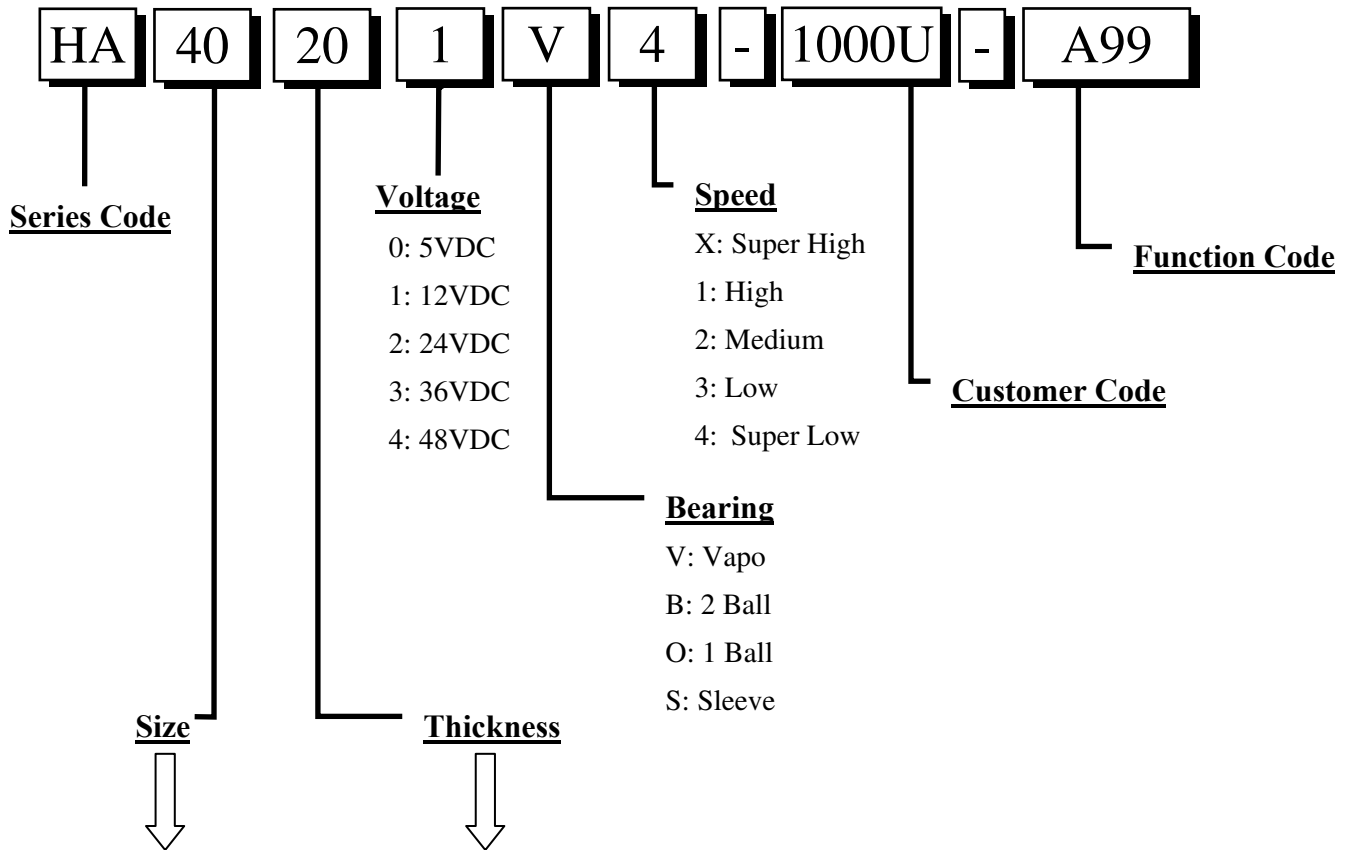 HA 40 20 1 V 4 - 1000U - A99
Series Code
Voltage
0: 5VDC
1: 12VDC
2: 24VDC
3: 36VDC
4: 48VDC
Speed
X: Super High
1: High
2: Medium
3: Low
4: Super Low
Function Code
Customer Code
Bearing
V: Vapo
B: 2 Ball
O: 1 Ball
S: Sleeve
Size
Thickness